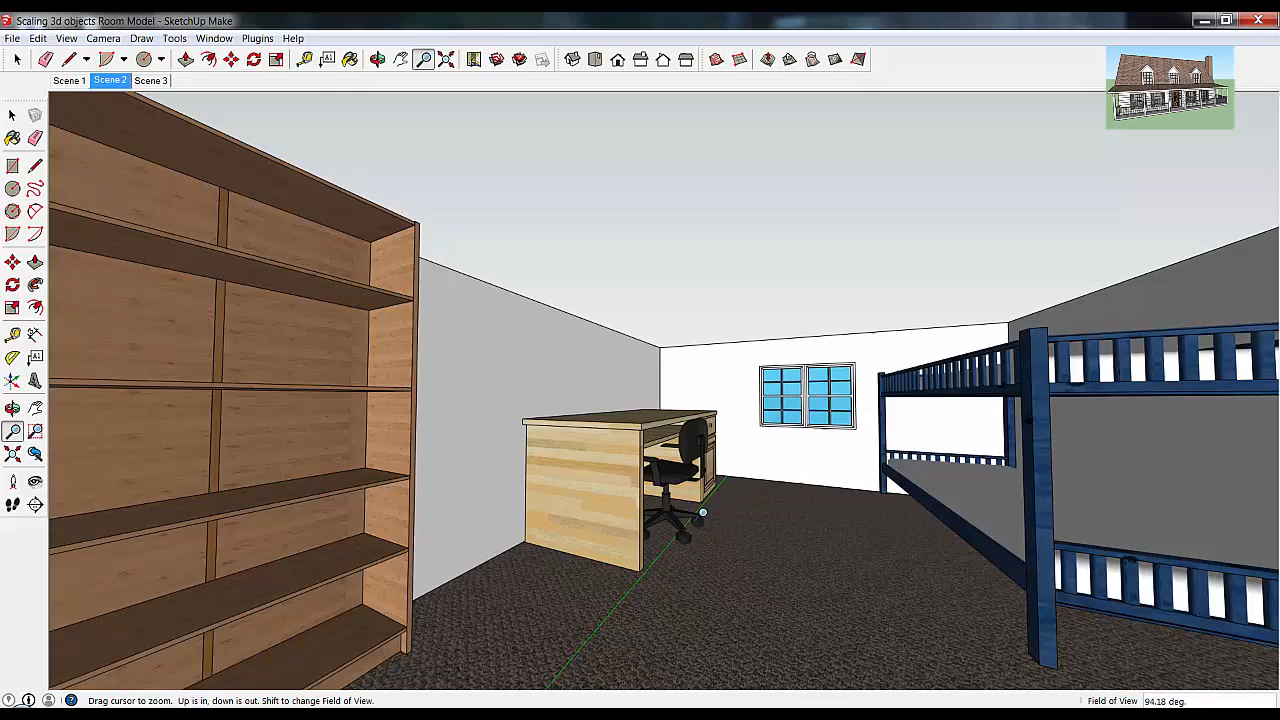 Scaling 3d objects Room Model - SketchUp Make
File Edit View Camera Draw Tools Window Plugins Help
Scene 1 Scene 2 Scene 3
Drag cursor to zoom. Up is in, down is out. Shift to change Field of View.
Field of View 94.18 deg.